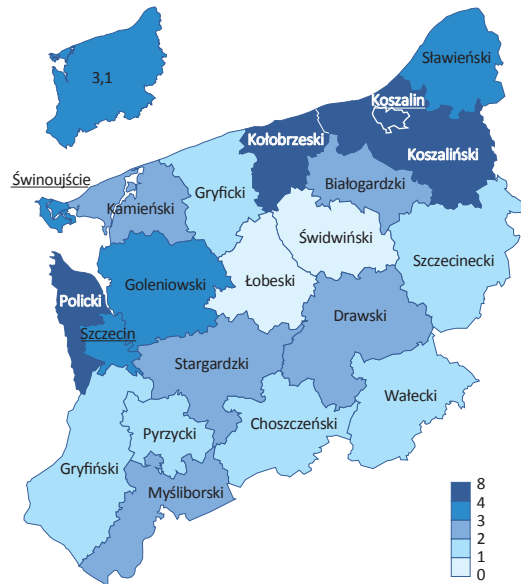 3,1
Sławieński
Koszalin
Kołobrzeski
Koszaliński
Świnoujście
Kamieński
Gryficki
Białogardzki
Świdwiński
Szczecinecki
Goleniowski
Łobeski
Policki
Szczecin
Drawski
Stargardzki
Wałecki
Choszczeński
Pyrzycki
Gryfiński
Myśliborski
8
4
3
2
1
0